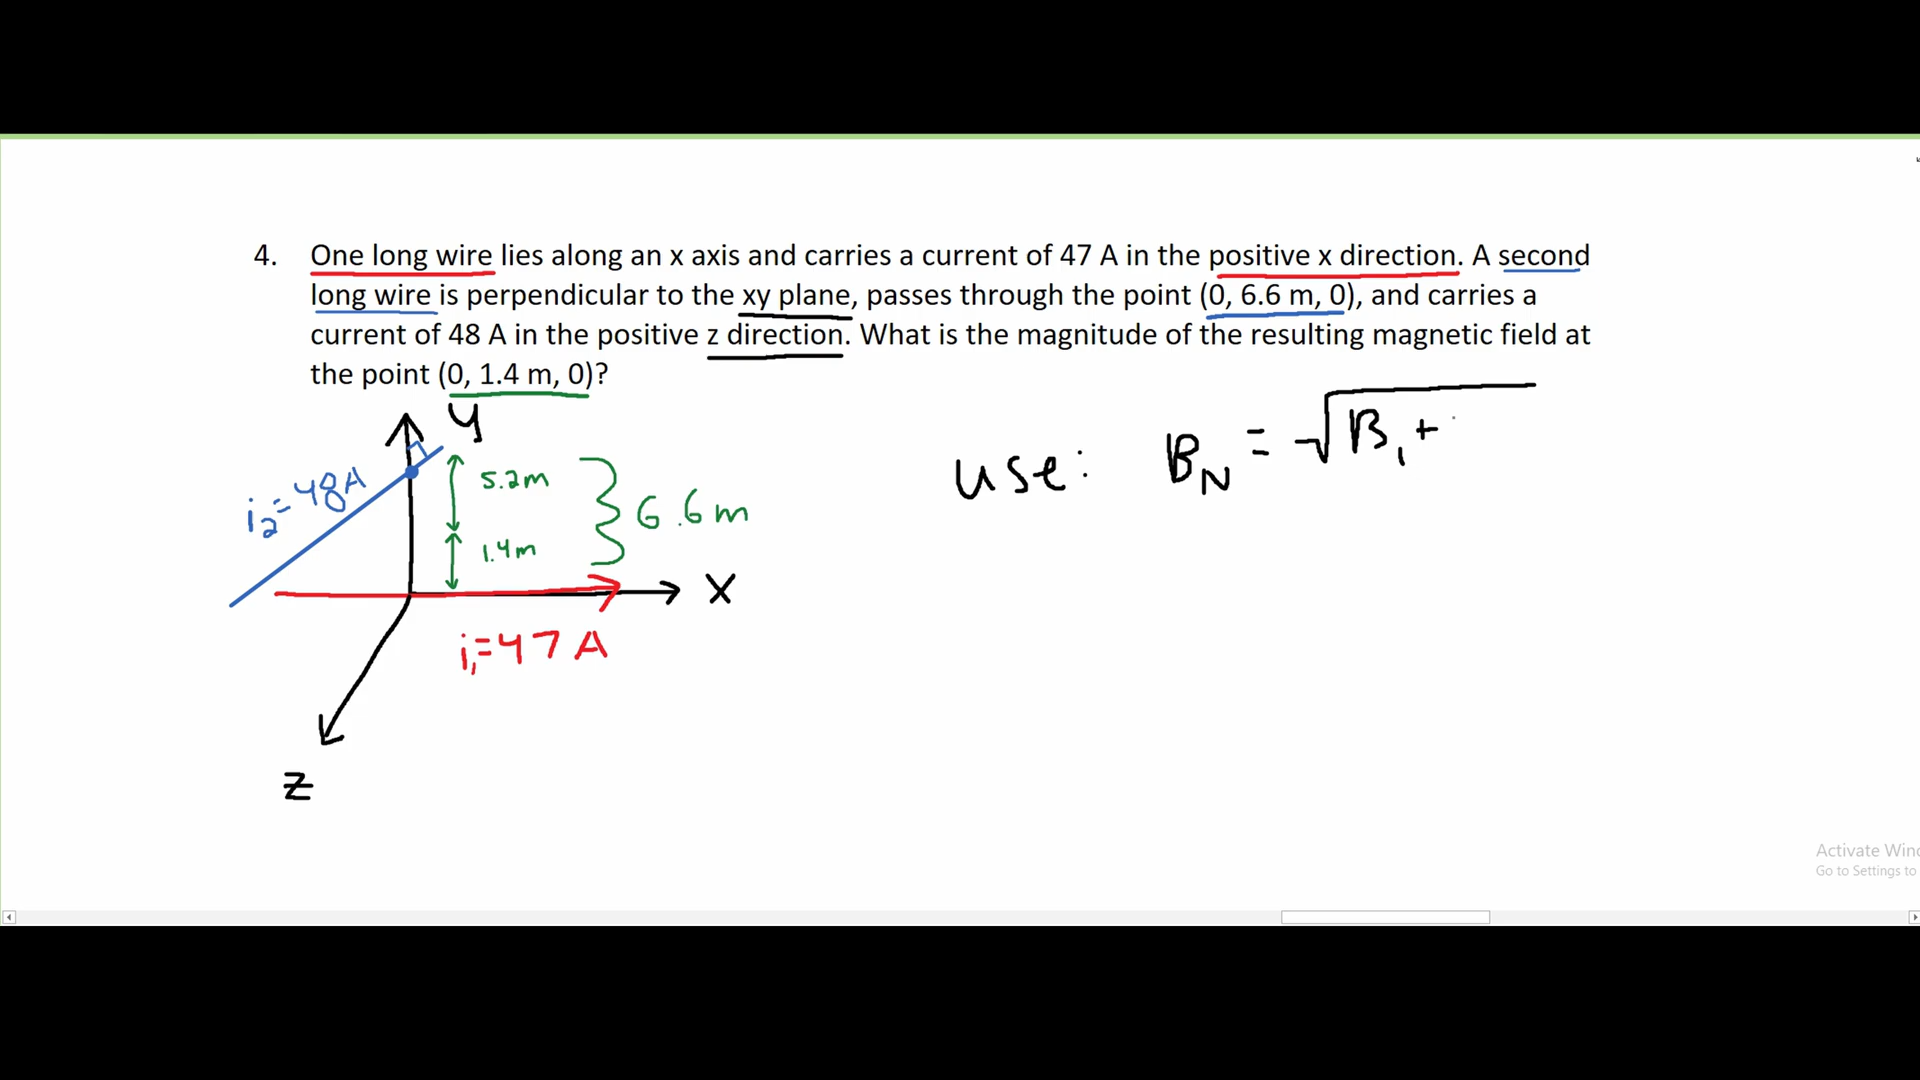 4. One long wire lies along an x axis and carries a current of 47 A in the positive x direction. A second
long wire is perpendicular to the xy plane, passes through the point (0, 6.6 m, 0), and carries a
current of 48 A in the positive z direction. What is the magnitude of the resulting magnetic field at
the point (0, 1.4 m, 0)?
y
use: B_N = √B₁ +
i₂=48A
5.2m
6.6m
1.4m
x
i₁=47A
z
Activate Wind
Go to Settings to